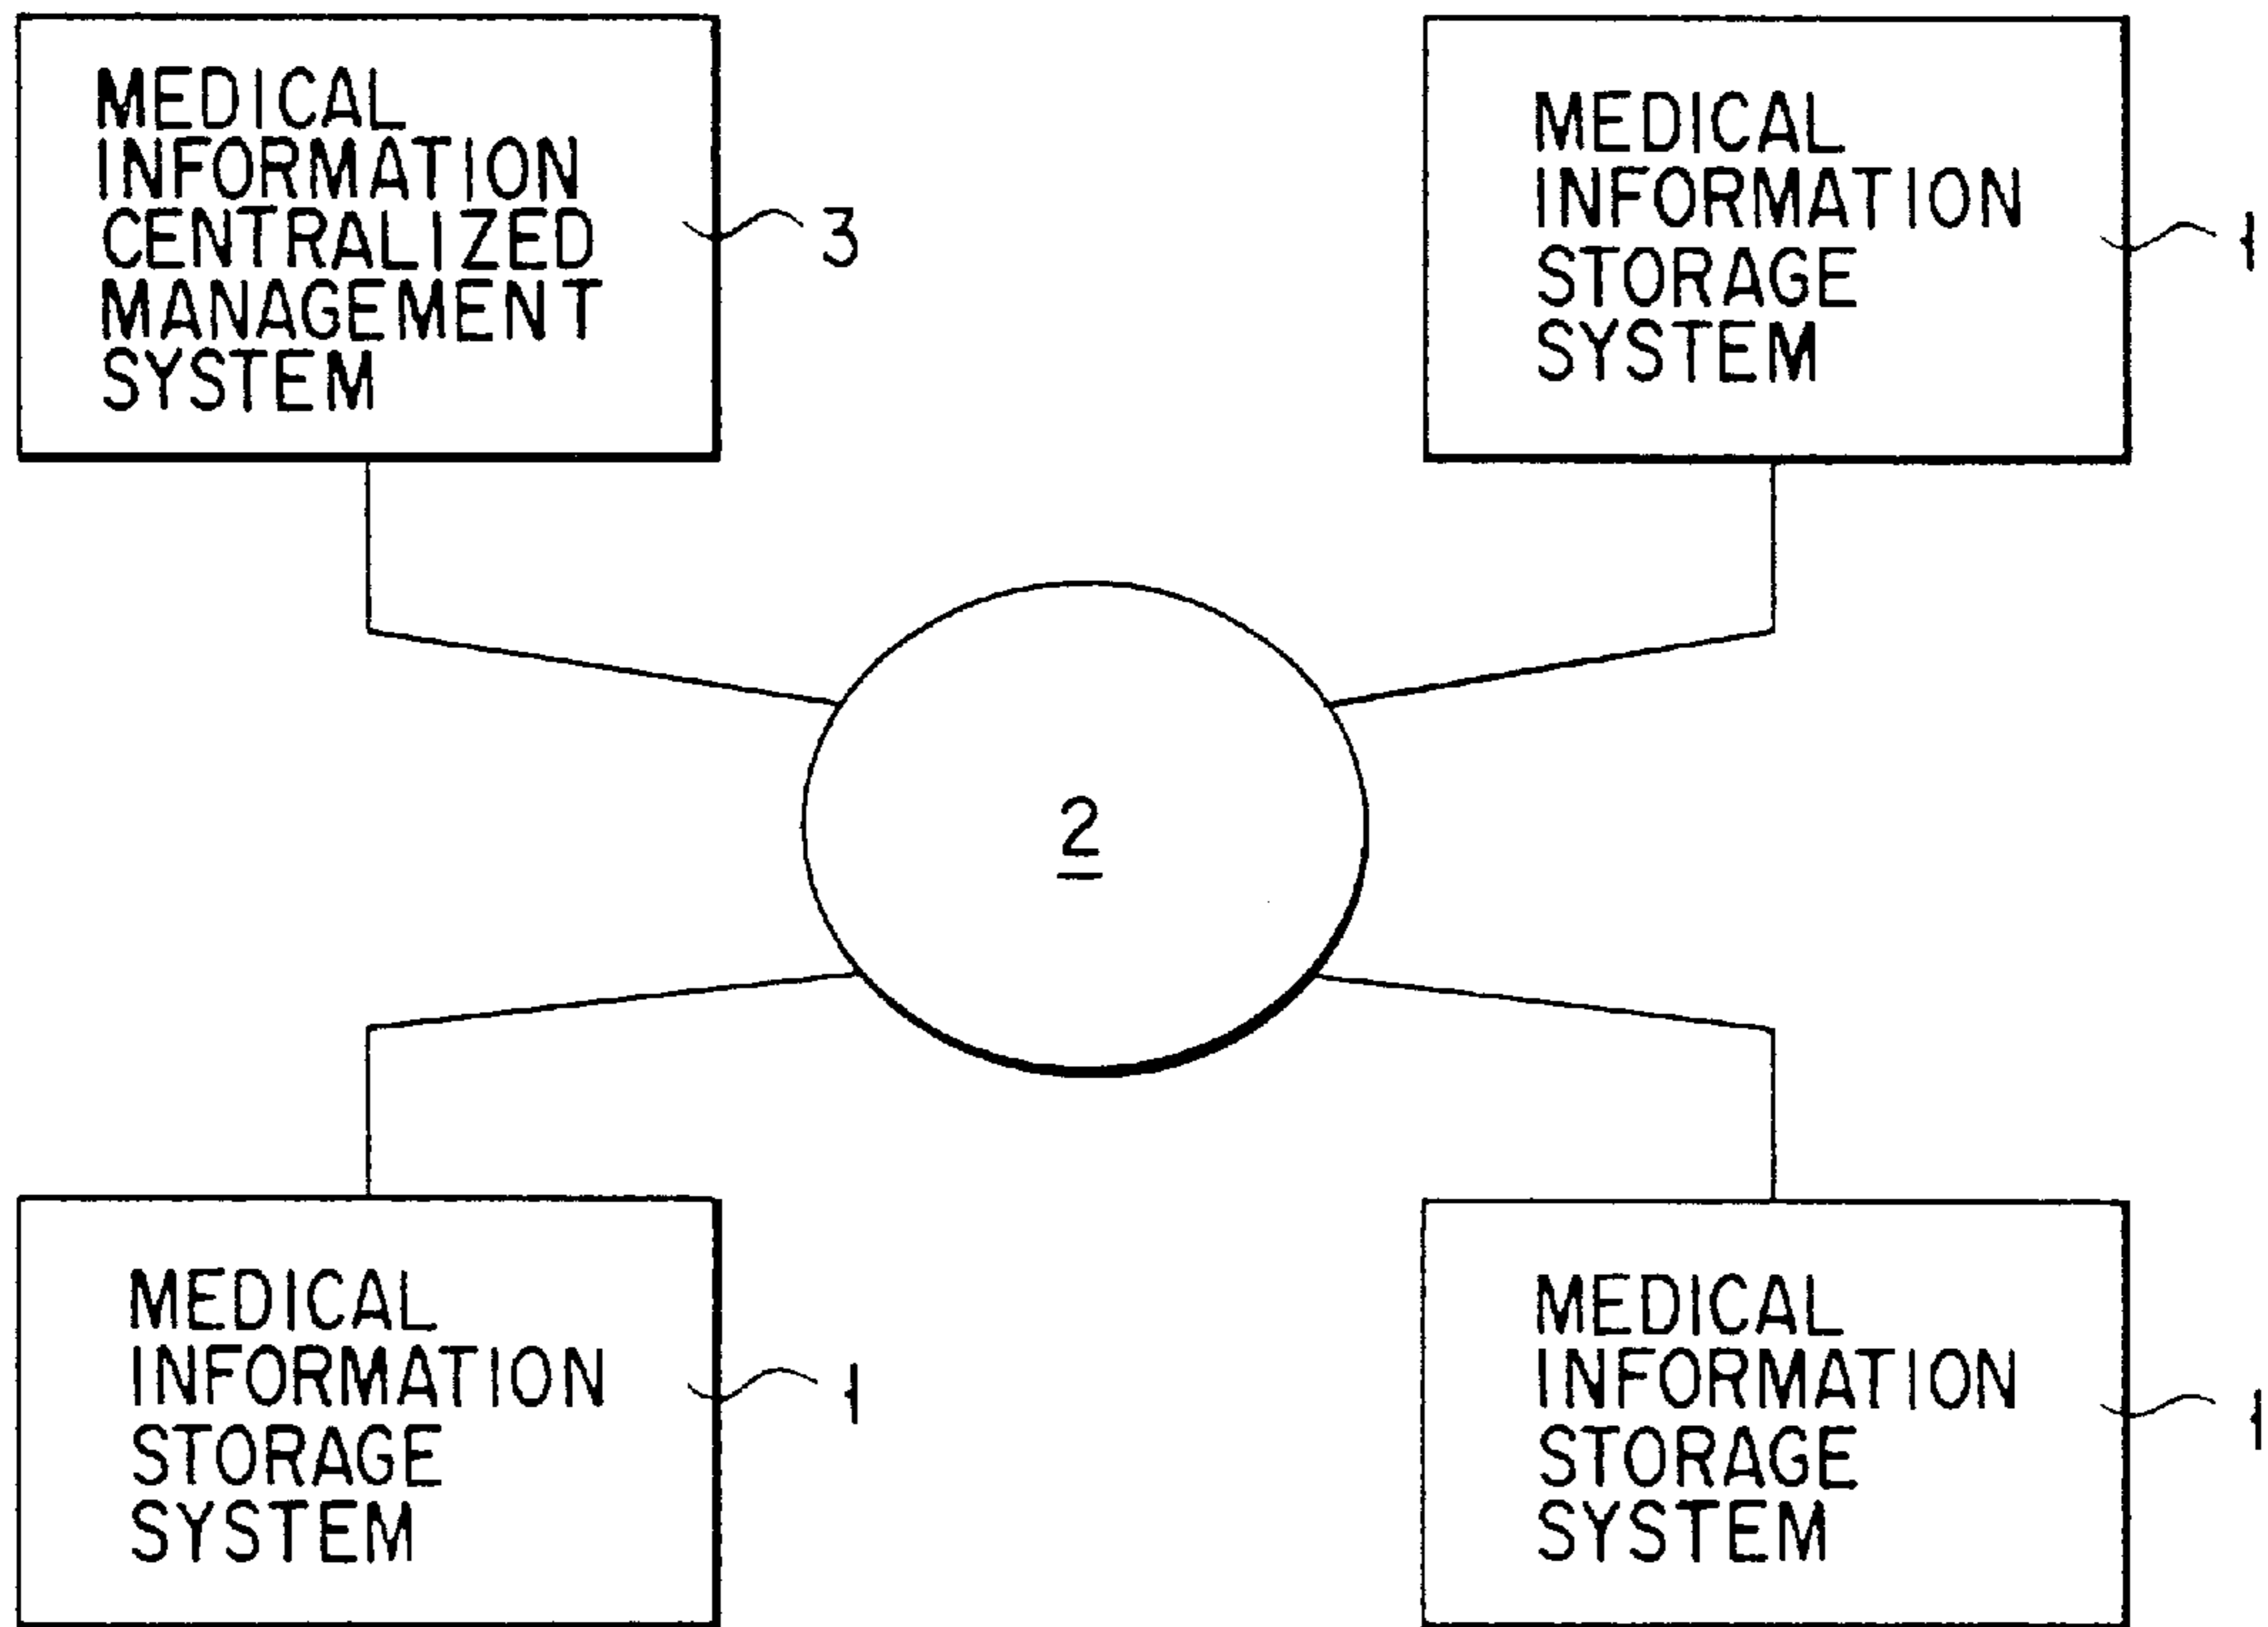 MEDICAL
INFORMATION
CENTRALIZED
MANAGEMENT
SYSTEM
3
MEDICAL
INFORMATION
STORAGE
SYSTEM
1
2
MEDICAL
INFORMATION
STORAGE
SYSTEM
1
MEDICAL
INFORMATION
STORAGE
SYSTEM
1